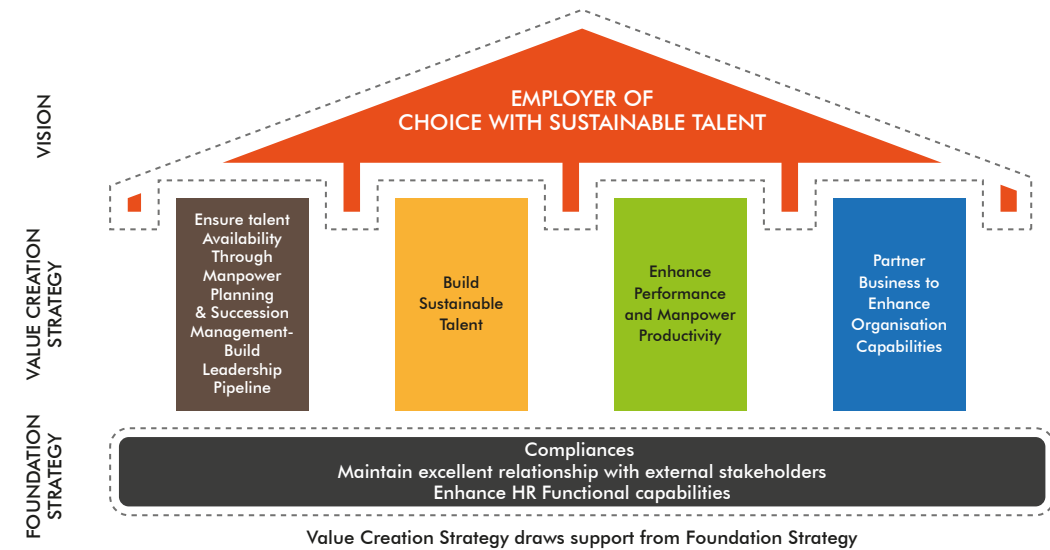 VISION
EMPLOYER OF
CHOICE WITH SUSTAINABLE TALENT
VALUE CREATION
STRATEGY
Ensure talent
Availability
Through
Manpower
Planning
& Succession
Management-
Build
Leadership
Pipeline
Build
Sustainable
Talent
Enhance
Performance
and Manpower
Productivity
Partner
Business to
Enhance
Organisation
Capabilities
FOUNDATION
STRATEGY
Compliances
Maintain excellent relationship with external stakeholders
Enhance HR Functional capabilities
Value Creation Strategy draws support from Foundation Strategy